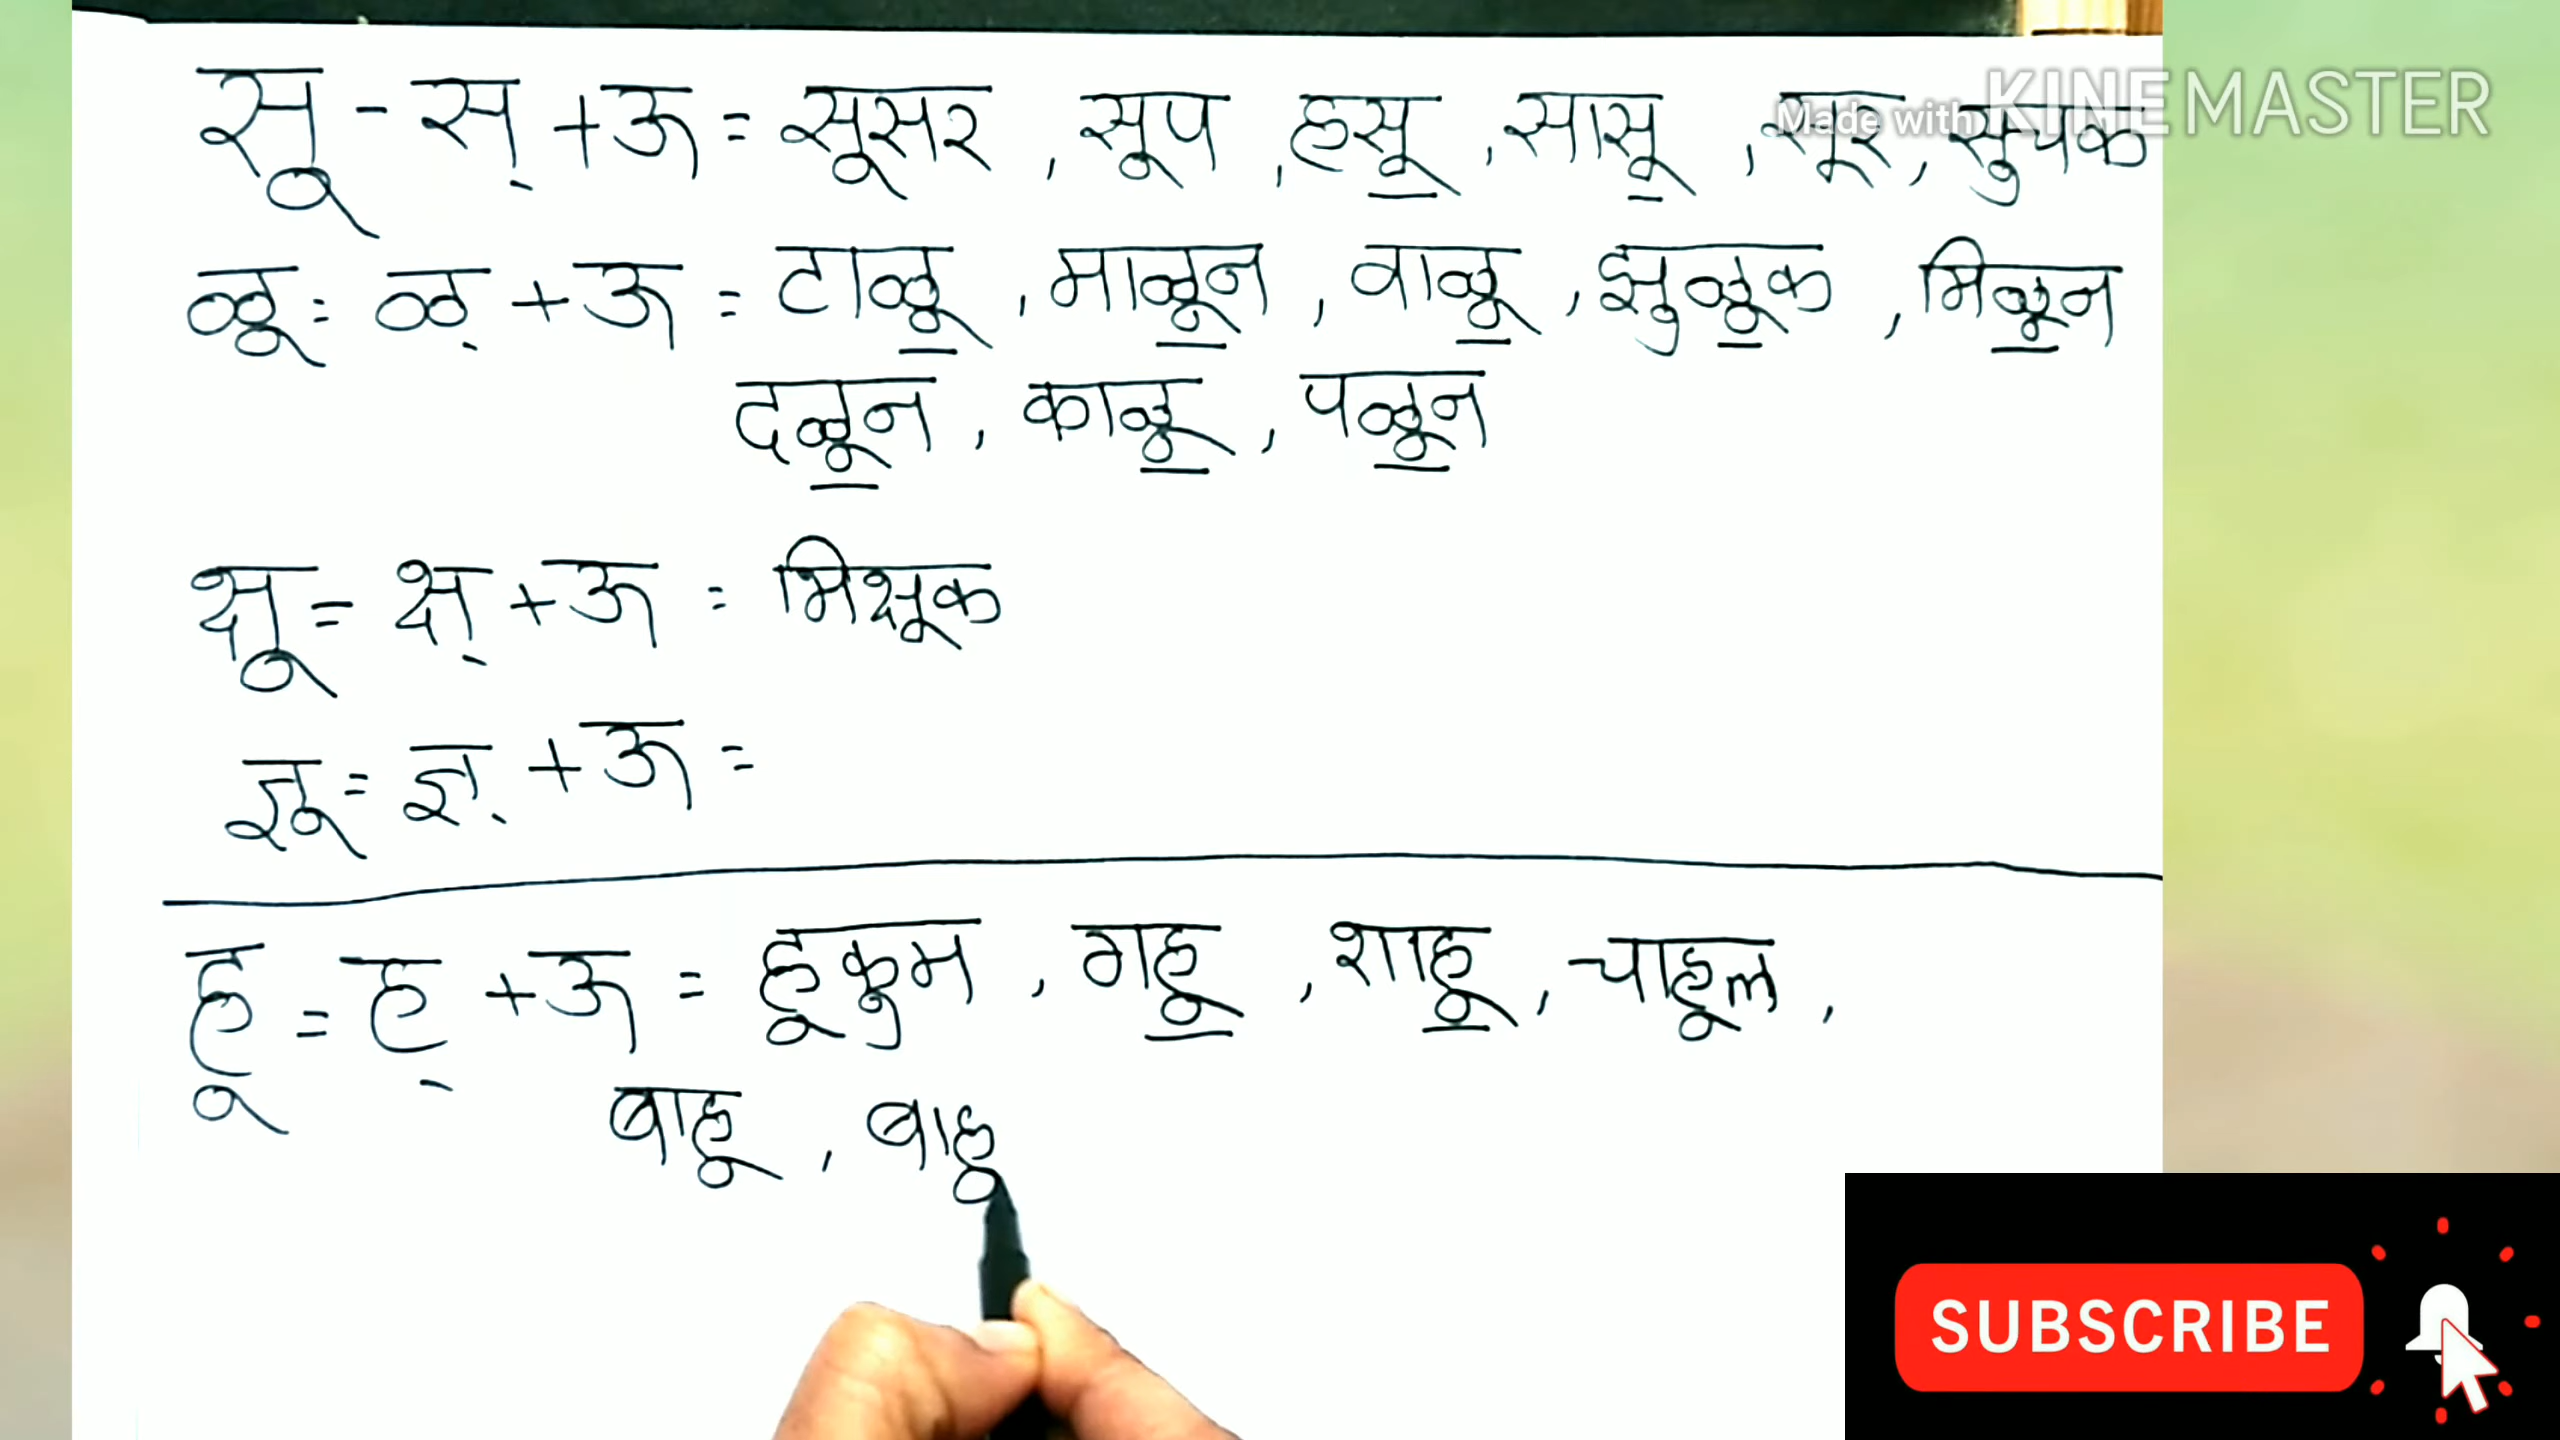 सू - स् + ऊ = सूसर , सूप , हसू , सासू , सूर , सुचक
Made with KINEMASTER
ळू = ळ् + ऊ = टाळू , माळून , वाळू , झुळूक , मिळून
दळून , काळू , पळून
क्षू = क्ष् + ऊ = भिक्षूक
ज्ञू = ज्ञ् + ऊ =
हू = ह् + ऊ = हूकुम , गहू , शाहू , चाहूल ,
बाहू , बाहु
SUBSCRIBE